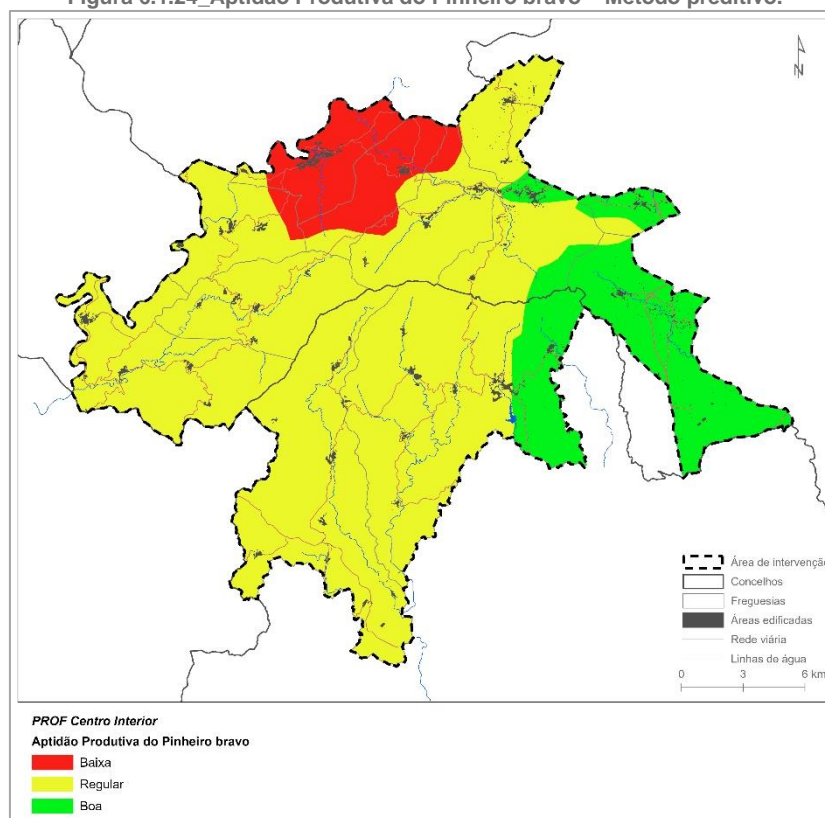 Figura 6.1.24_Aptidão Produtiva do Pinheiro bravo – Método preditivo.
N
Área de intervenção
Concelhos
Freguesias
Áreas edificadas
Rede viária
Linhas de água
0 3 6 km
PROF Centro Interior
Aptidão Produtiva do Pinheiro bravo
Baixa
Regular
Boa